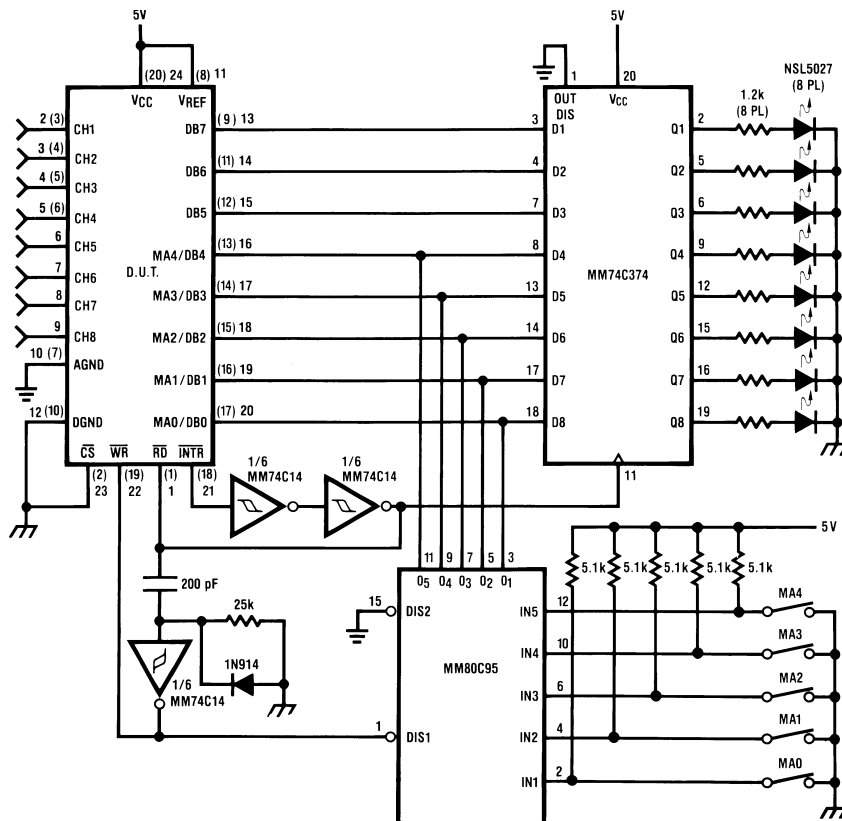 5V
5V
NSL5027
(8 PL)
(20) 24
(8) 11
1
20
1.2k
(8 PL)
VCC
VREF
OUT
DIS
VCC
2 (3)
CH1
DB7
(9) 13
3
D1
Q1
2
3 (4)
CH2
DB6
(11) 14
4
D2
Q2
5
4 (5)
CH3
DB5
(12) 15
7
D3
Q3
6
5 (6)
CH4
MA4/DB4
(13) 16
8
D4
Q4
9
6
CH5
D.U.T.
MM74C374
7
CH6
MA3/DB3
(14) 17
13
D5
Q5
12
8
CH7
9
CH8
MA2/DB2
(15) 18
14
D6
Q6
15
10 (7)
AGND
MA1/DB1
(16) 19
17
D7
Q7
16
12 (10)
DGND
MA0/DB0
(17) 20
18
D8
Q8
19
CS
WR
RD
INTR
(2)
23
(19)
22
(1)
1
(18)
21
1/6
MM74C14
1/6
MM74C14
11
5V
200 pF
11
9
7
5
3
O5
O4
O3
O2
O1
5.1k
5.1k
5.1k
5.1k
5.1k
25k
15
DIS2
IN5
12
MA4
1N914
MM80C95
IN4
10
MA3
1/6
MM74C14
IN3
6
MA2
1
DIS1
IN2
4
MA1
IN1
2
MA0